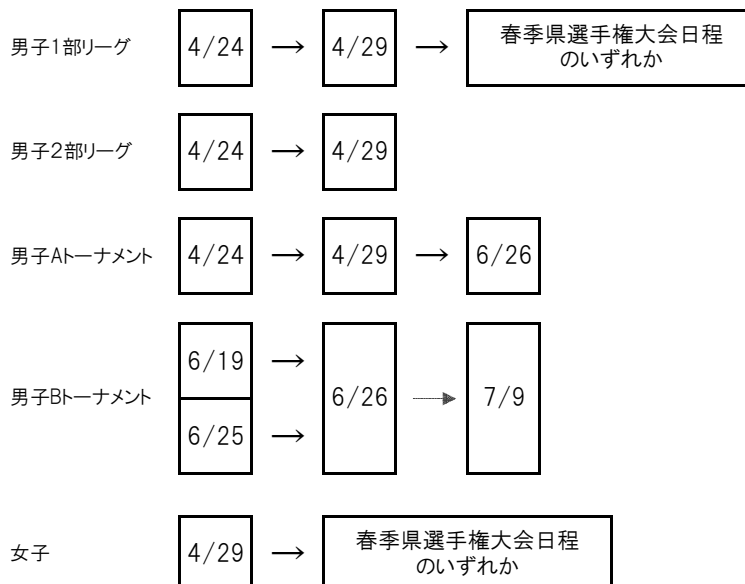 男子1部リーグ 4/24 → 4/29 → 春季県選手権大会日程
のいずれか
男子2部リーグ 4/24 → 4/29
男子Aトーナメント 4/24 → 4/29 → 6/26
6/19 →
男子Bトーナメント 6/26 → 7/9
6/25 →
女子 4/29 → 春季県選手権大会日程
のいずれか